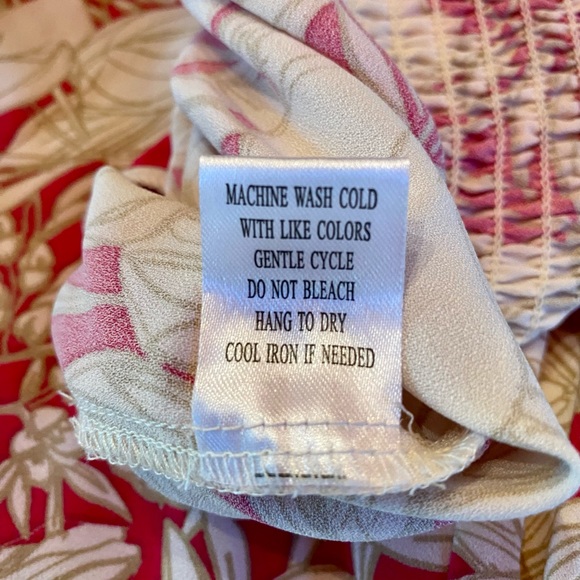 MACHINE WASH COLD
WITH LIKE COLORS
GENTLE CYCLE
DO NOT BLEACH
HANG TO DRY
COOL IRON IF NEEDED